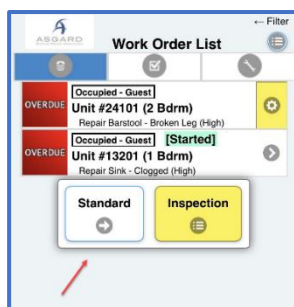 ← Filter
ASGARD
Work Order List
OVERDUE
Occupied - Guest
Unit #24101 (2 Bdrm)
Repair Barstool - Broken Leg (High)
OVERDUE
Occupied - Guest [Started]
Unit #13201 (1 Bdrm)
Repair Sink - Clogged (High)
Standard
Inspection